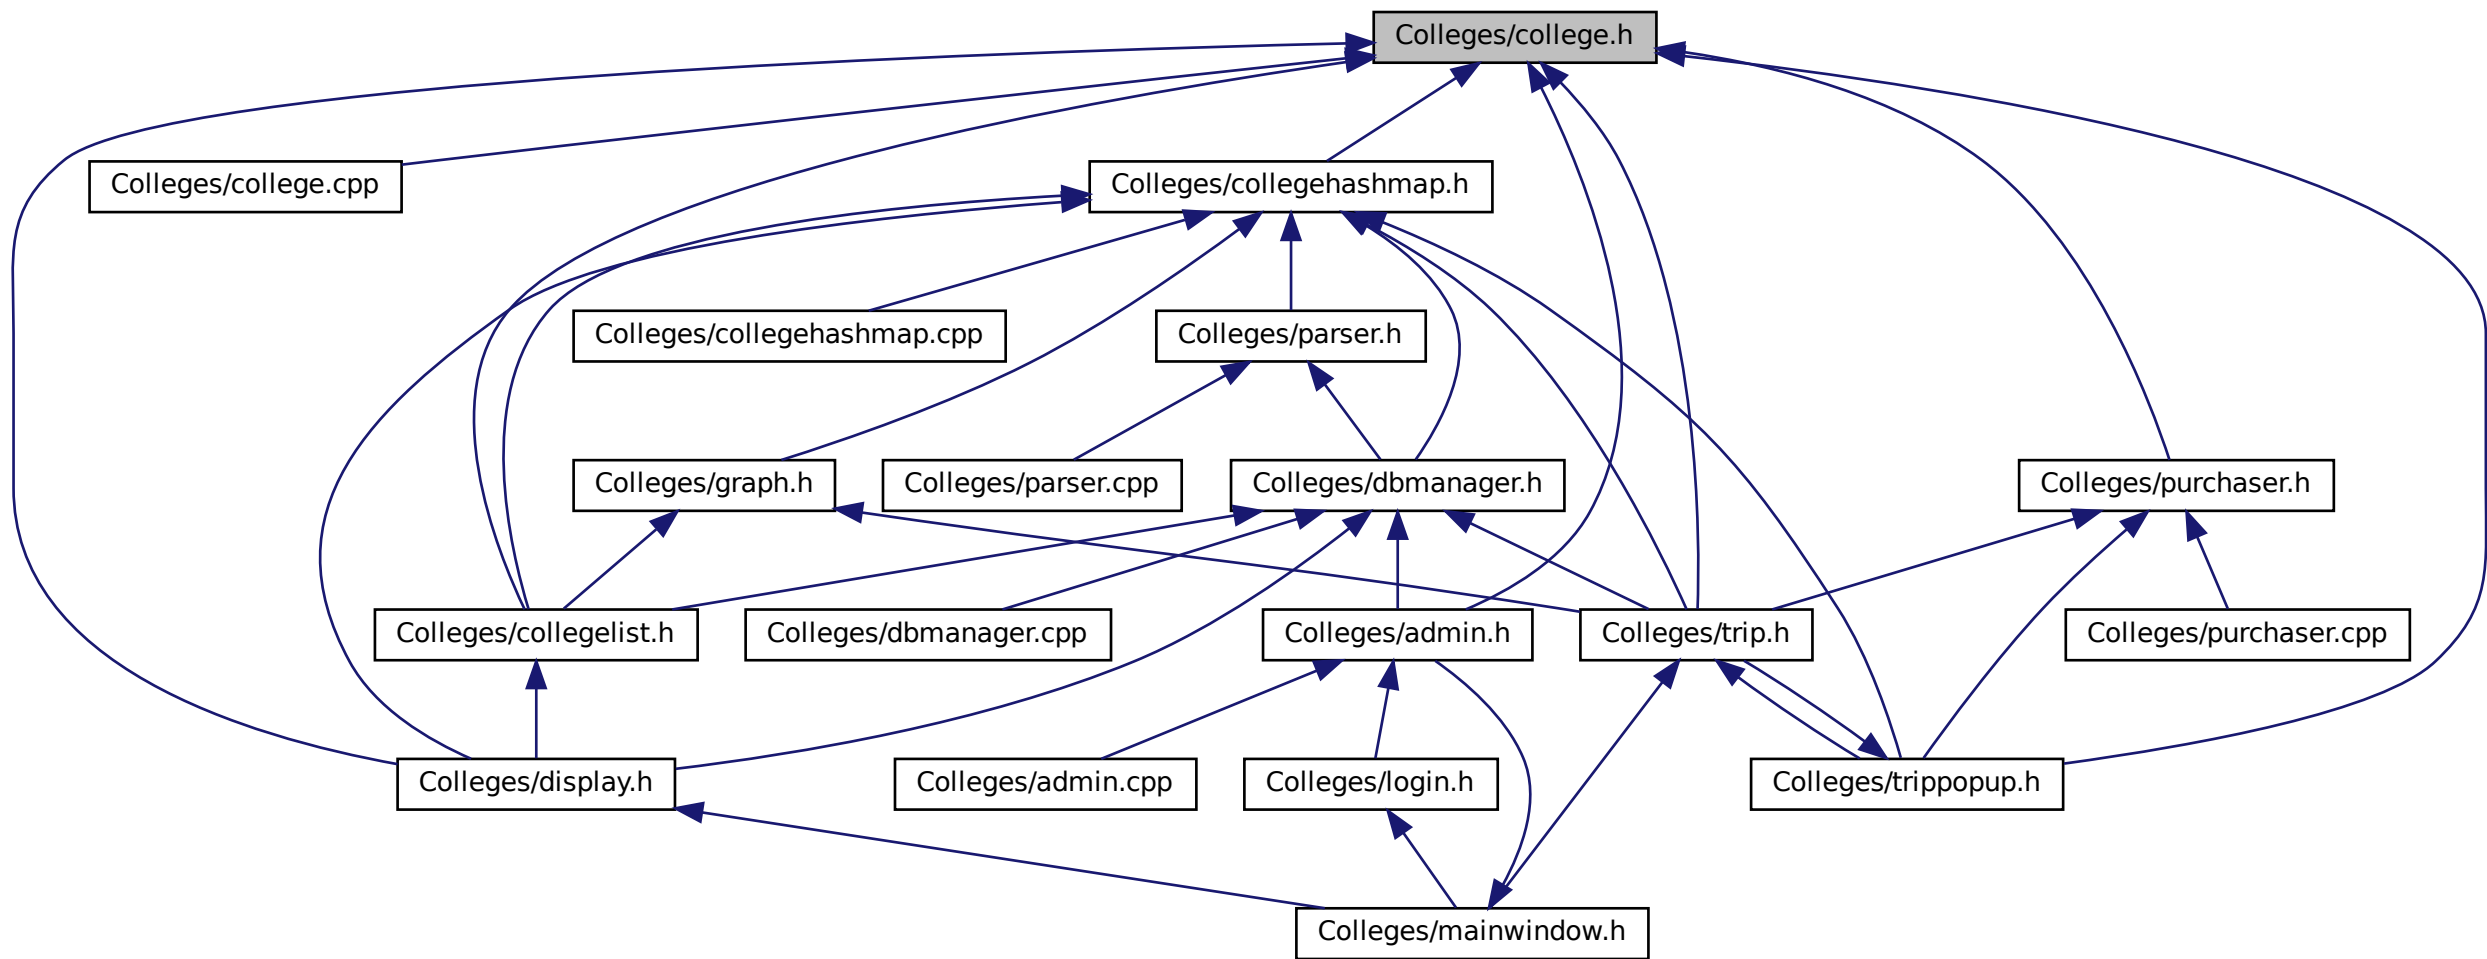 Colleges/college.h
Colleges/college.cpp
Colleges/collegehashmap.h
Colleges/collegehashmap.cpp
Colleges/parser.h
Colleges/graph.h
Colleges/parser.cpp
Colleges/dbmanager.h
Colleges/purchaser.h
Colleges/collegelist.h
Colleges/dbmanager.cpp
Colleges/admin.h
Colleges/trip.h
Colleges/purchaser.cpp
Colleges/display.h
Colleges/admin.cpp
Colleges/login.h
Colleges/trippopup.h
Colleges/mainwindow.h